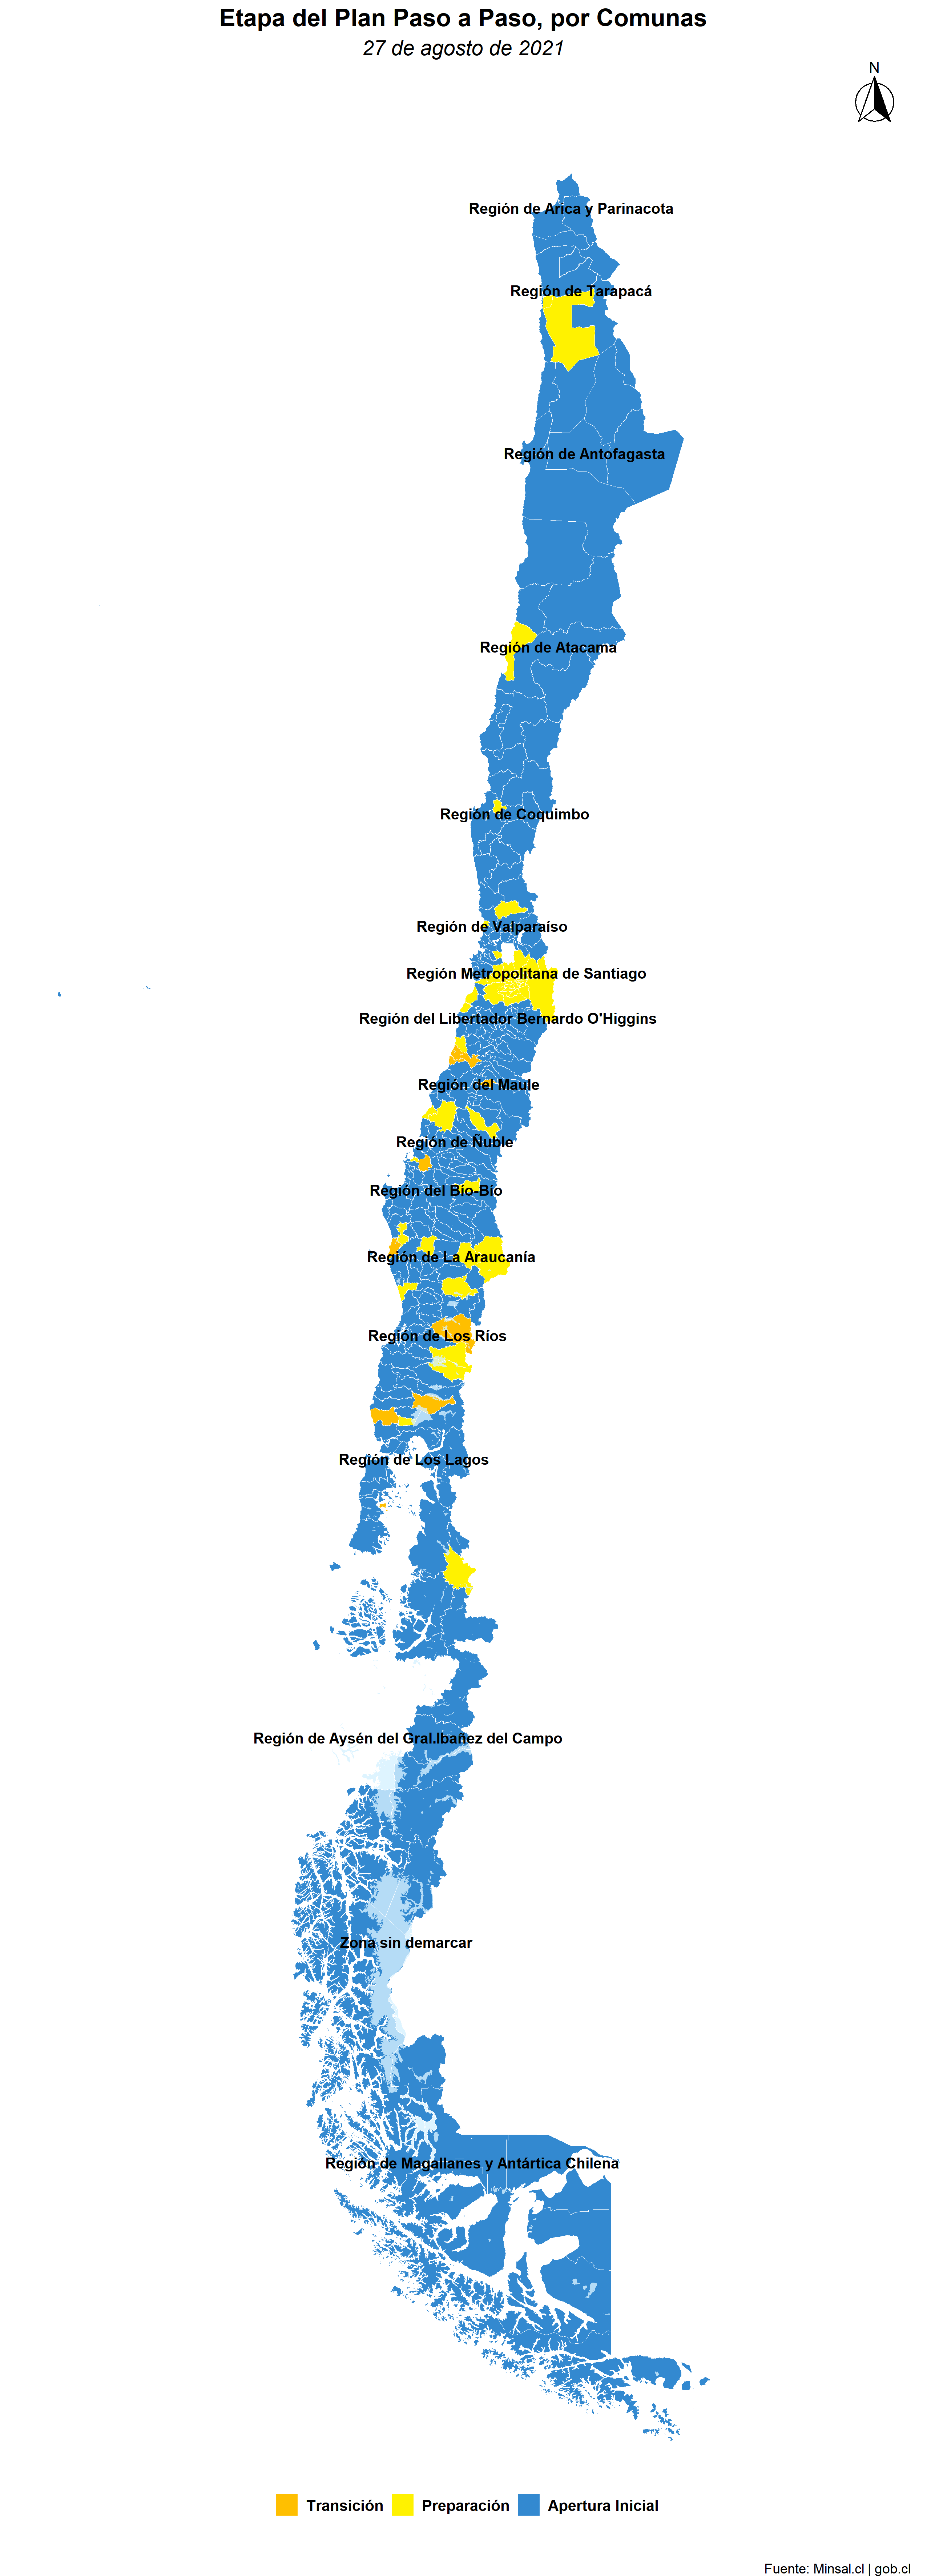 Etapa del Plan Paso a Paso, por Comunas
27 de agosto de 2021
N
Región de Arica y Parinacota
Región de Tarapacá
Región de Antofagasta
Región de Atacama
Región de Coquimbo
Región de Valparaíso
Región Metropolitana de Santiago
Región del Libertador Bernardo O'Higgins
Región del Maule
Región de Ñuble
Región del Bío-Bío
Región de La Araucanía
Región de Los Ríos
Región de Los Lagos
Región de Aysén del Gral.Ibañez del Campo
Zona sin demarcar
Región de Magallanes y Antártica Chilena
Transición Preparación Apertura Inicial
Fuente: Minsal.cl | gob.cl